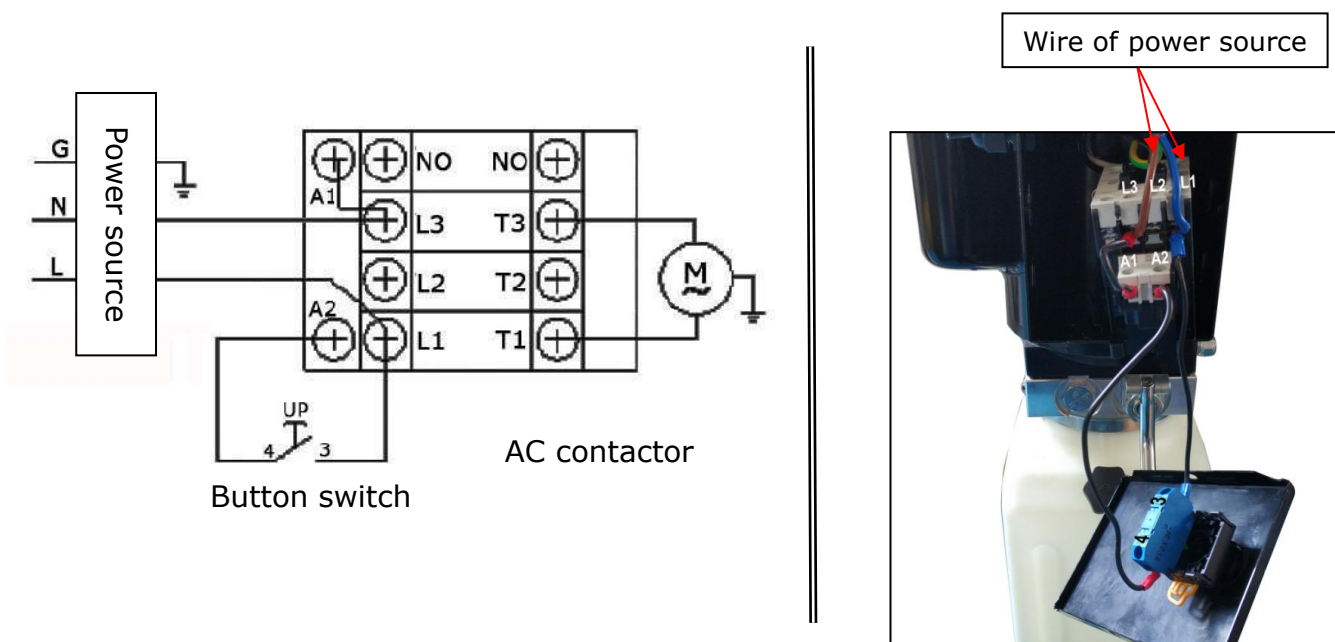 Wire of power source
G
N
L
Power source
A1
NO
NO
L3
T3
L2
T2
A2
L1
T1
M
UP
4
3
AC contactor
Button switch
L3
L2
L1
A1
A2
4
3